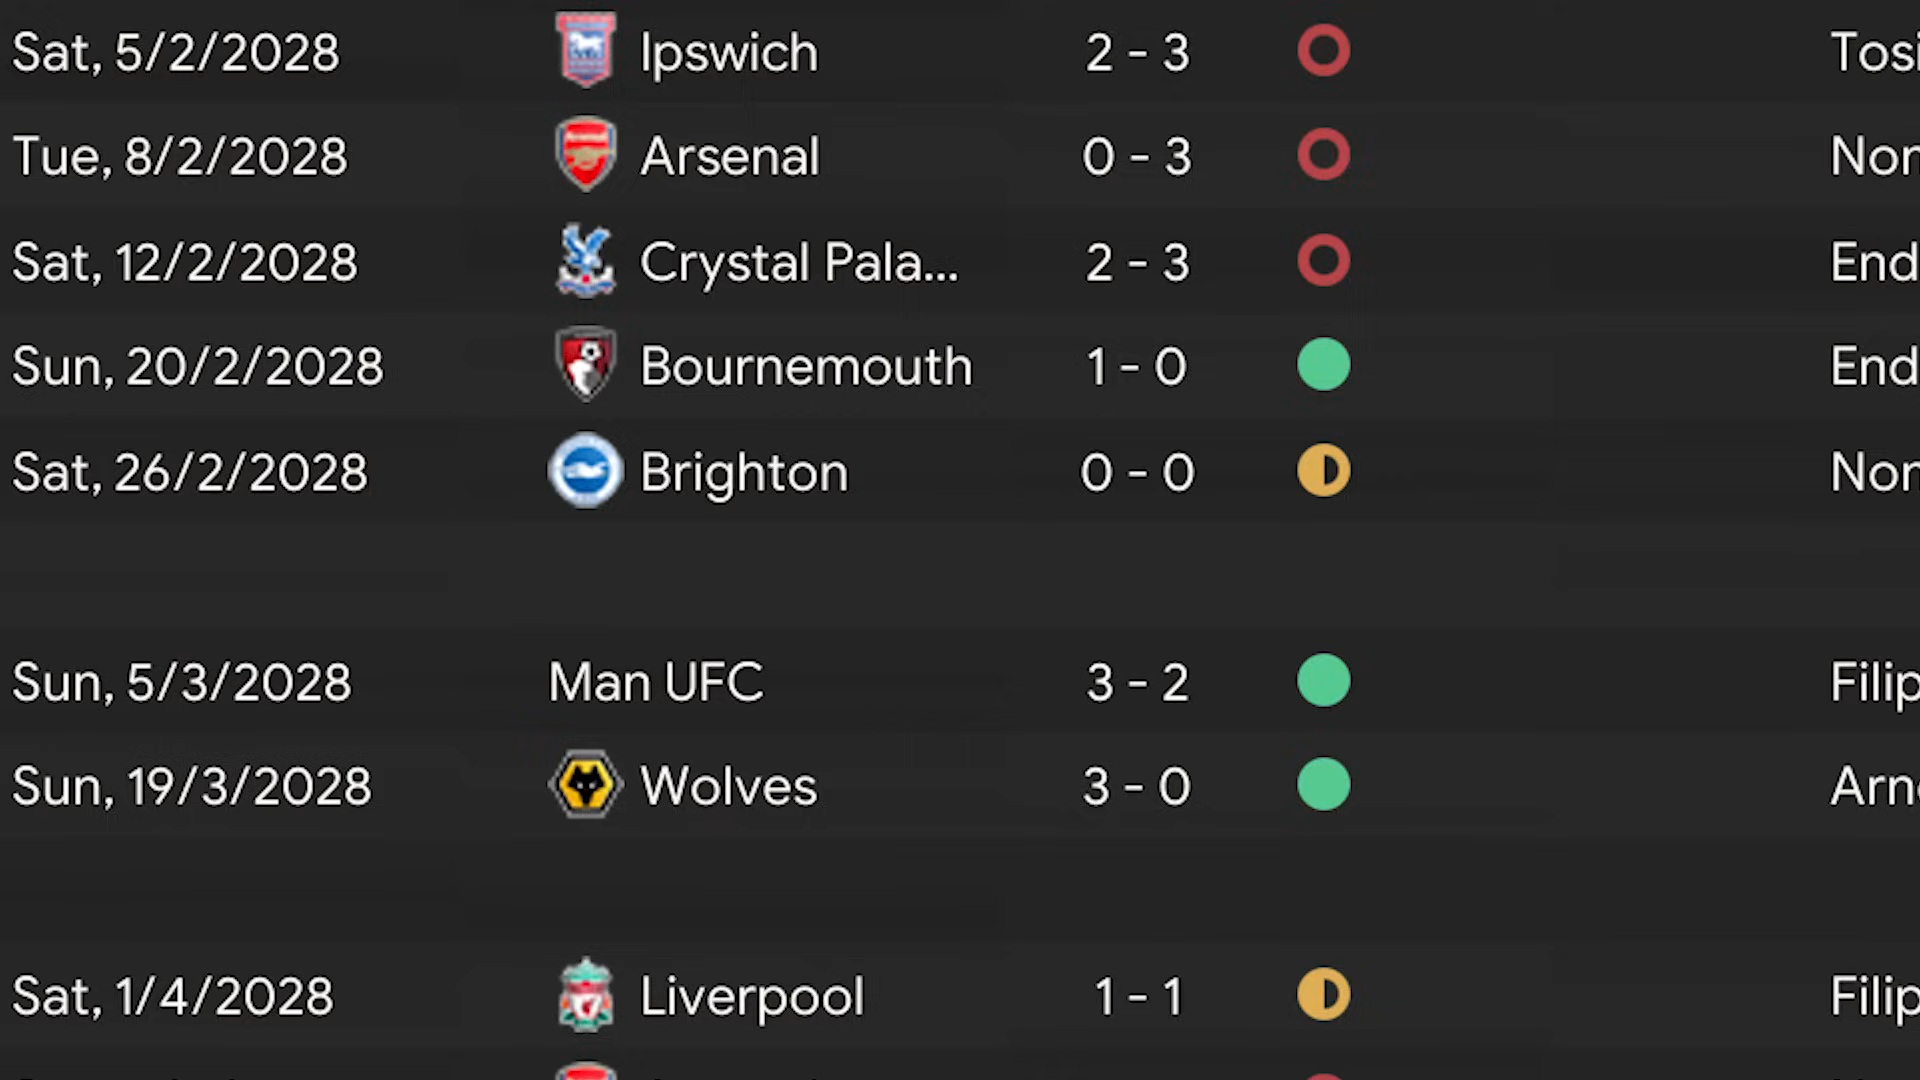 Sat, 5/2/2028 Ipswich 2 - 3 Tosi
Tue, 8/2/2028 Arsenal 0 - 3 Non
Sat, 12/2/2028 Crystal Pala... 2 - 3 End
Sun, 20/2/2028 Bournemouth 1 - 0 End
Sat, 26/2/2028 Brighton 0 - 0 Non
Sun, 5/3/2028 Man UFC 3 - 2 Filip
Sun, 19/3/2028 Wolves 3 - 0 Arn
Sat, 1/4/2028 Liverpool 1 - 1 Filip